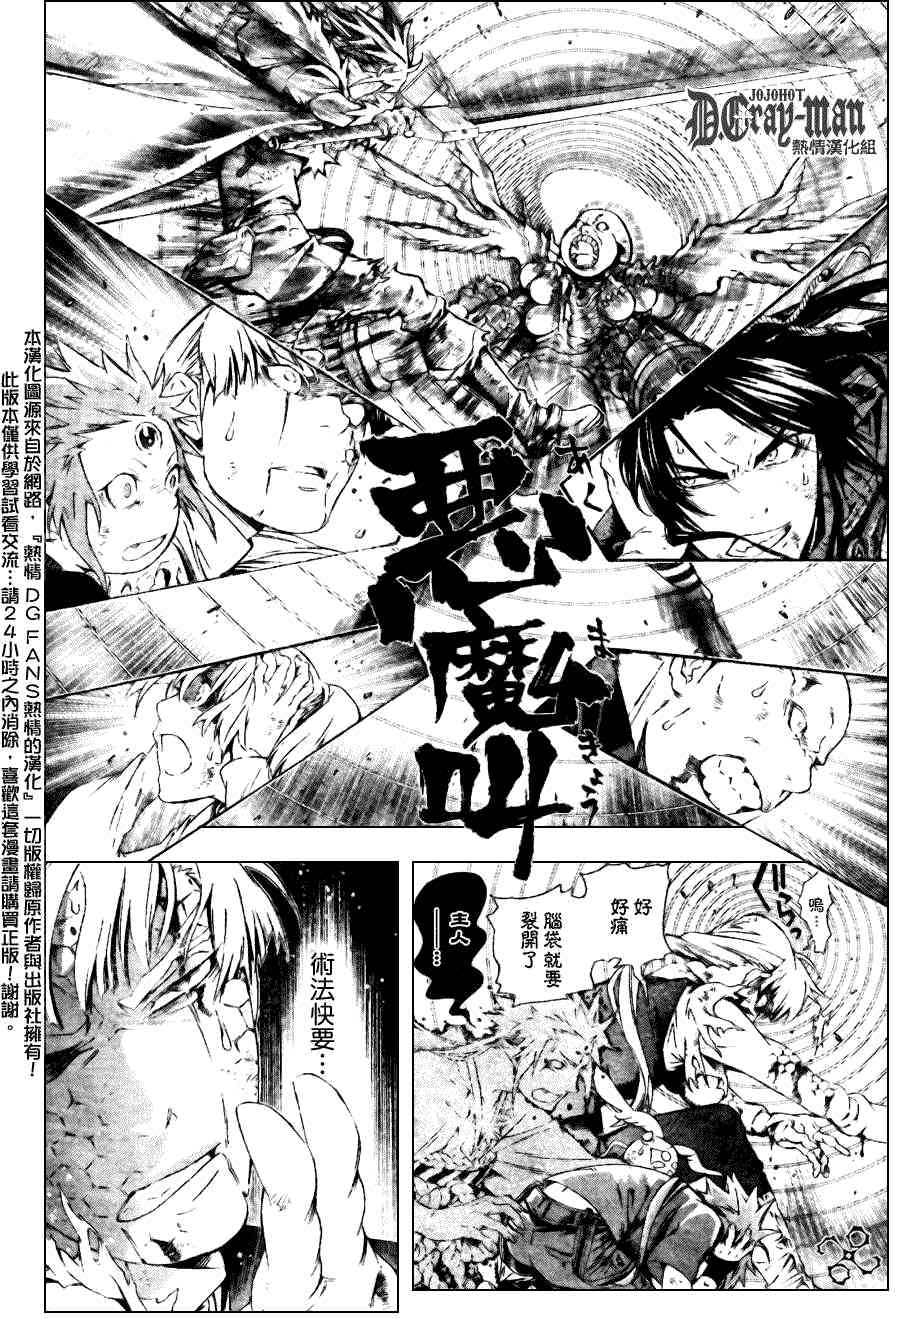 JOJOHOT
D.Gray-man
熱情漢化組
悪魔叫
あくまきょう
嗚…
好好痛
腦袋就要裂開了
主人——…
術法快要…
本漢化圖源來自於網路，『熱情DGFANS熱情的漢化』一切版權歸原作者與出版社擁有！
此版本僅供學習試看交流…請24小時之內消除，喜歡這套漫畫請購買正版！謝謝。